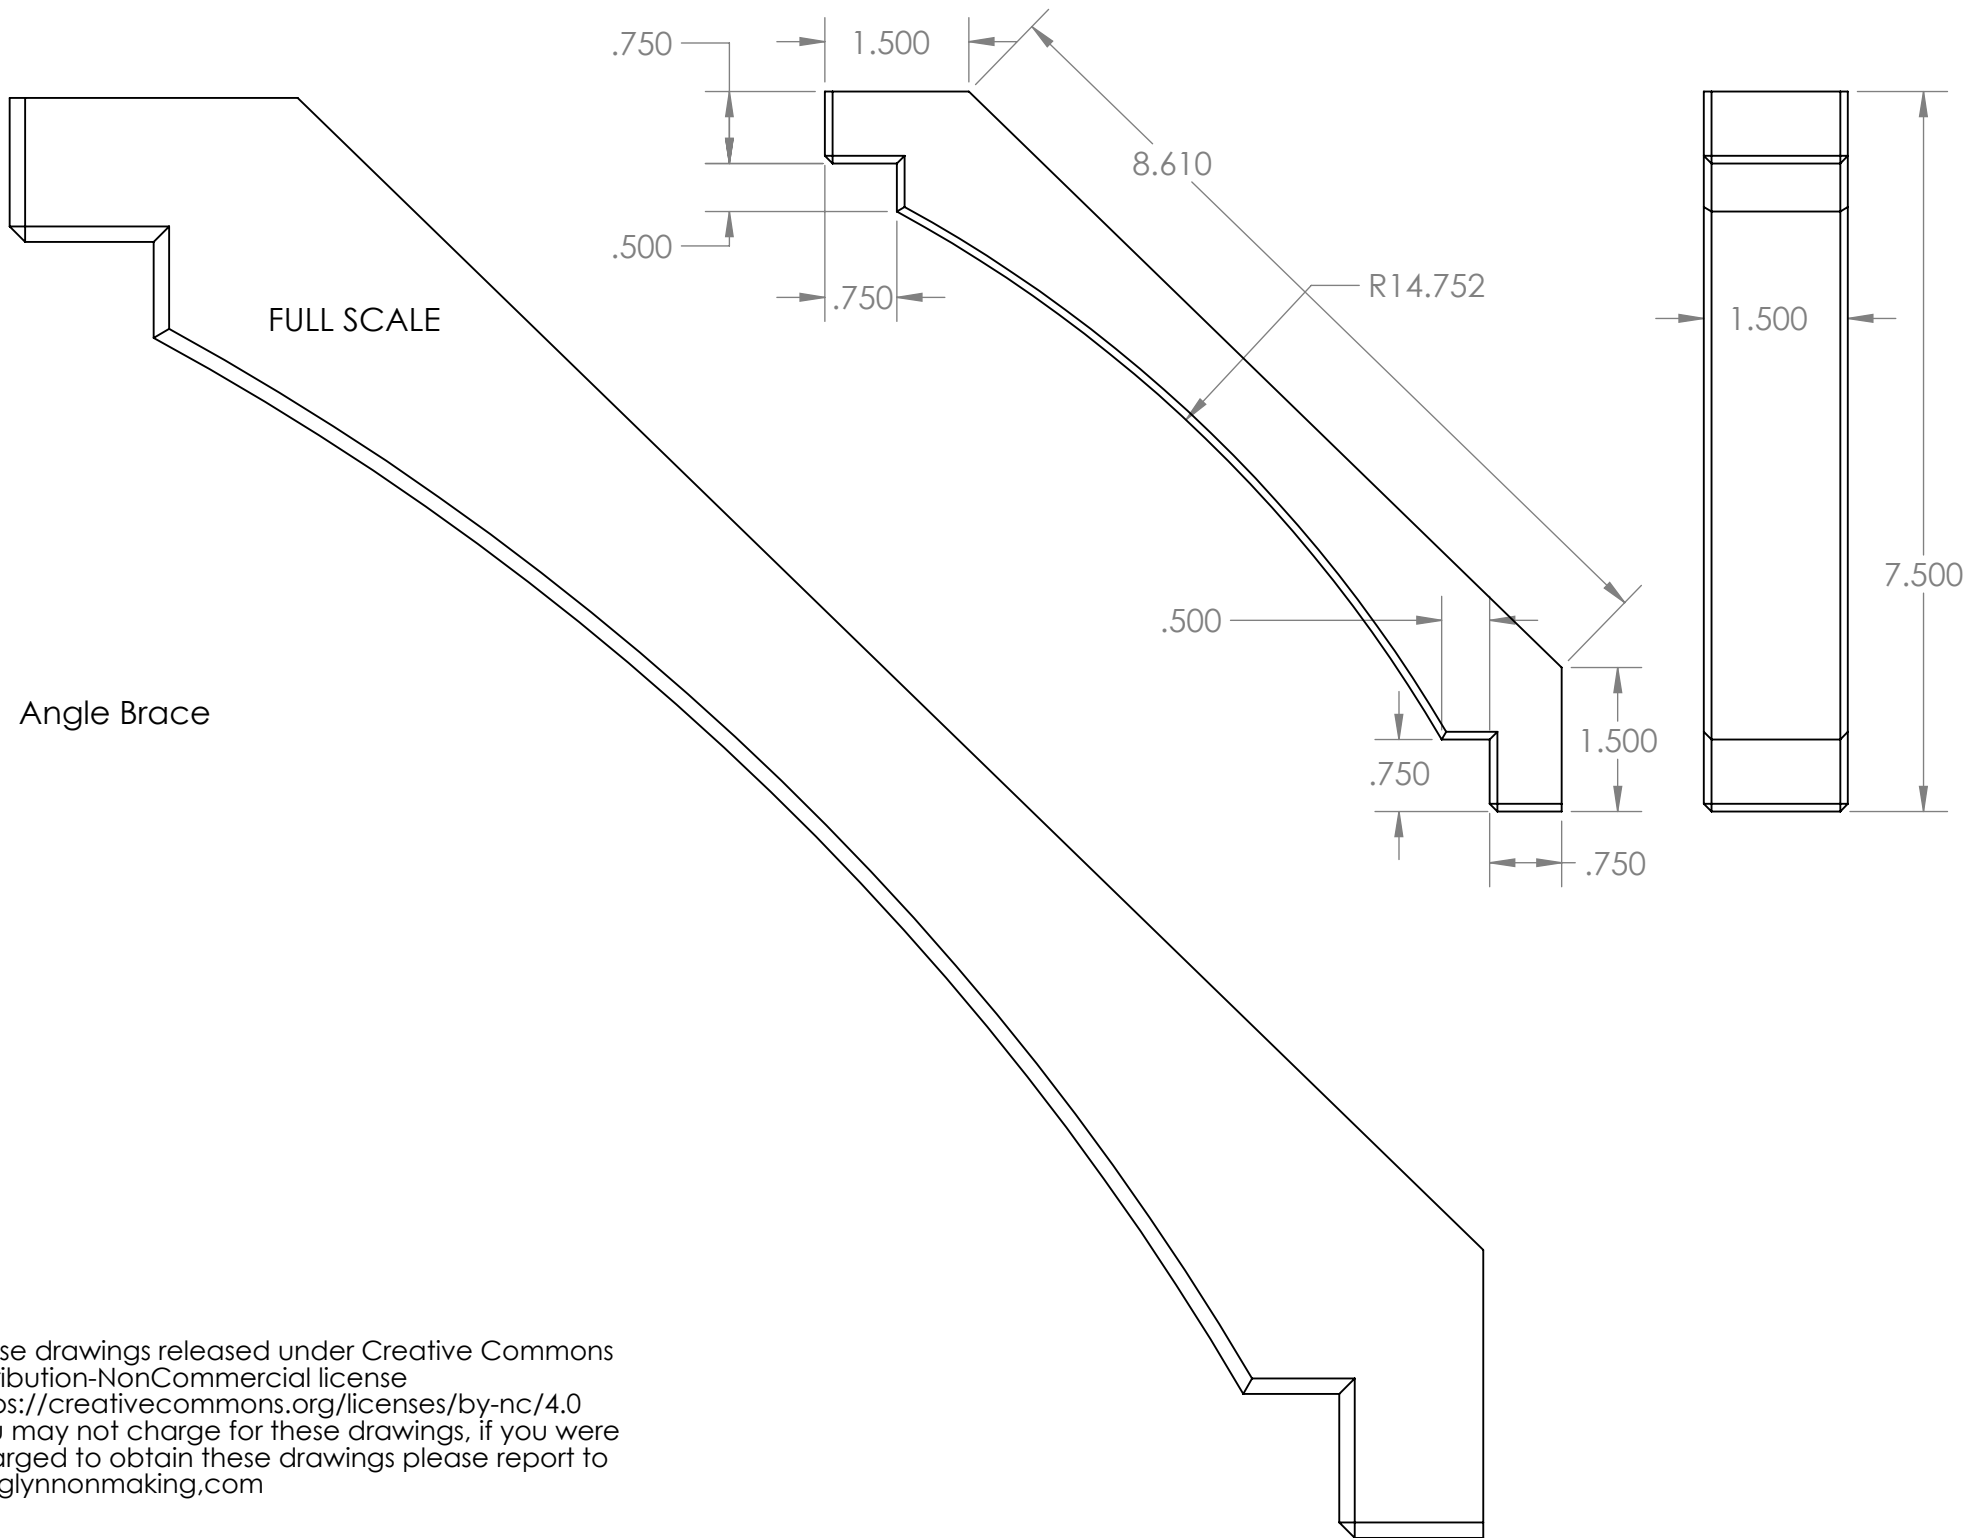 .750
1.500
8.610
.500
.750
R14.752
FULL SCALE
1.500
7.500
.500
Angle Brace
1.500
.750
.750
se drawings released under Creative Commons
ribution-NonCommercial license
ps://creativecommons.org/licenses/by-nc/4.0
u may not charge for these drawings, if you were
arged to obtain these drawings please report to
glynnonmaking,com